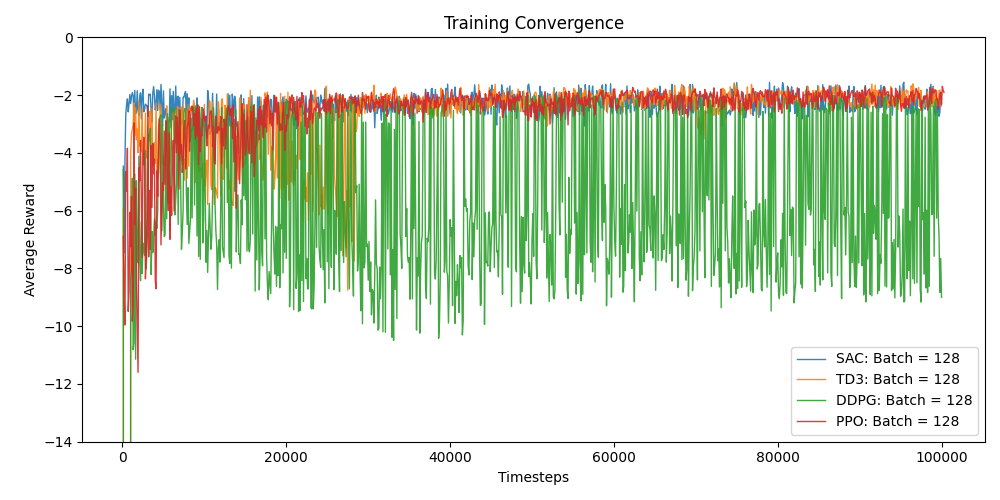 Training Convergence
Average Reward
0
−2
−4
−6
−8
−10
−12
−14
0
20000
40000
60000
80000
100000
Timesteps
SAC: Batch = 128
TD3: Batch = 128
DDPG: Batch = 128
PPO: Batch = 128